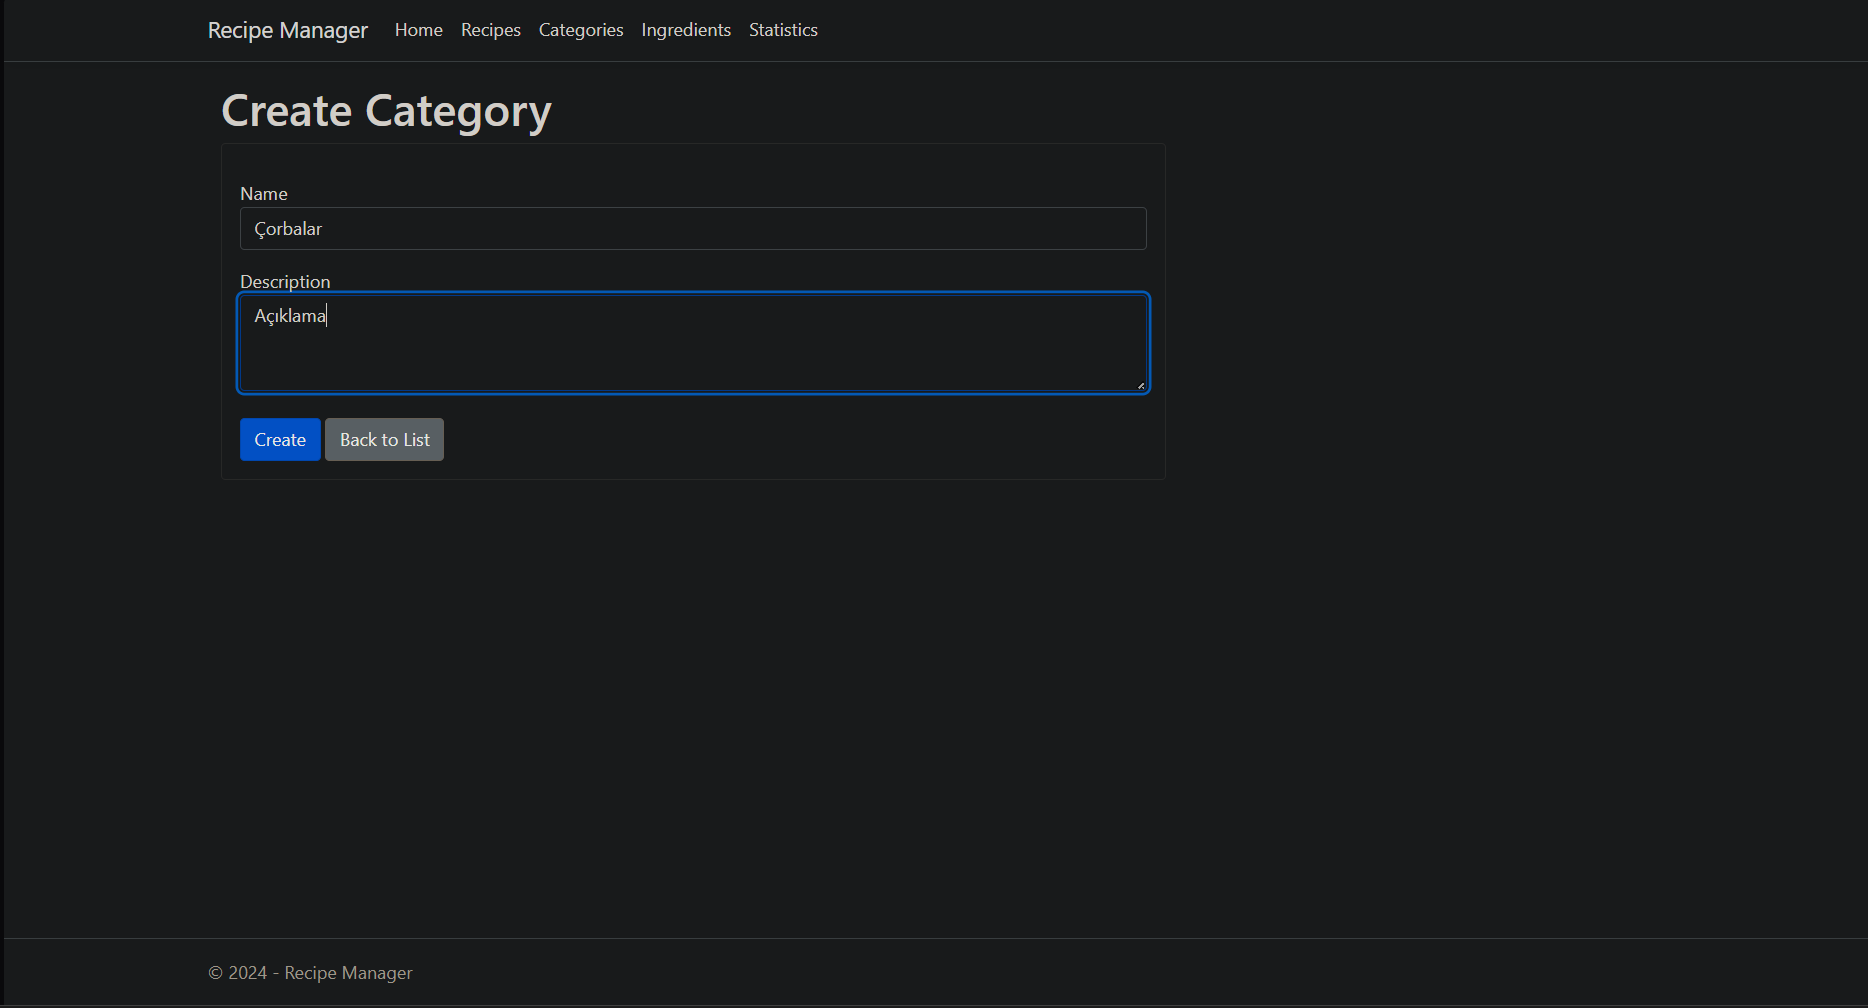 Recipe Manager Home Recipes Categories Ingredients Statistics
Create Category
Name
Çorbalar
Description
Açıklama
Create Back to List
© 2024 - Recipe Manager